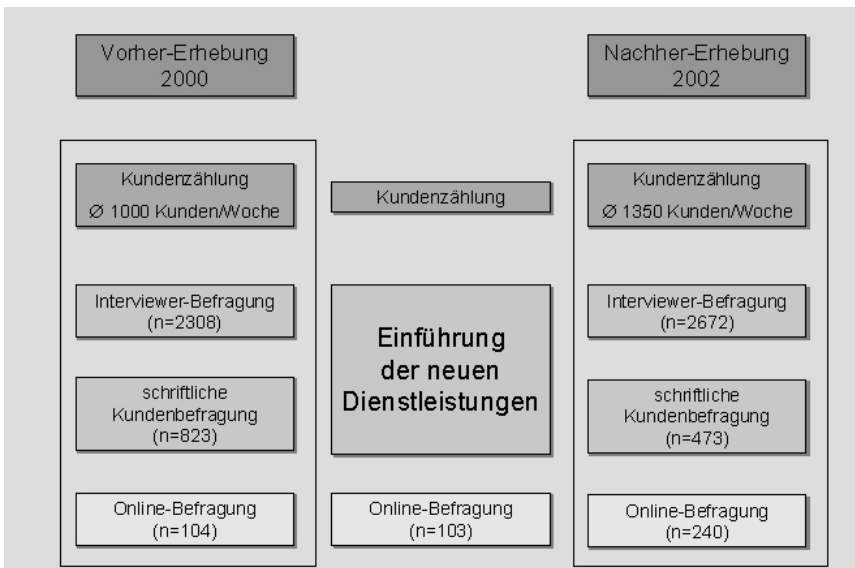 Vorher-Erhebung
2000
Kundenzählung
Ø 1000 Kunden/Woche
Interviewer-Befragung
(n=2308)
schriftliche
Kundenbefragung
(n=823)
Online-Befragung
(n=104)
Kundenzählung
Einführung
der neuen
Dienstleistungen
Online-Befragung
(n=103)
Nachher-Erhebung
2002
Kundenzählung
Ø 1350 Kunden/Woche
Interviewer-Befragung
(n=2672)
schriftliche
Kundenbefragung
(n=473)
Online-Befragung
(n=240)